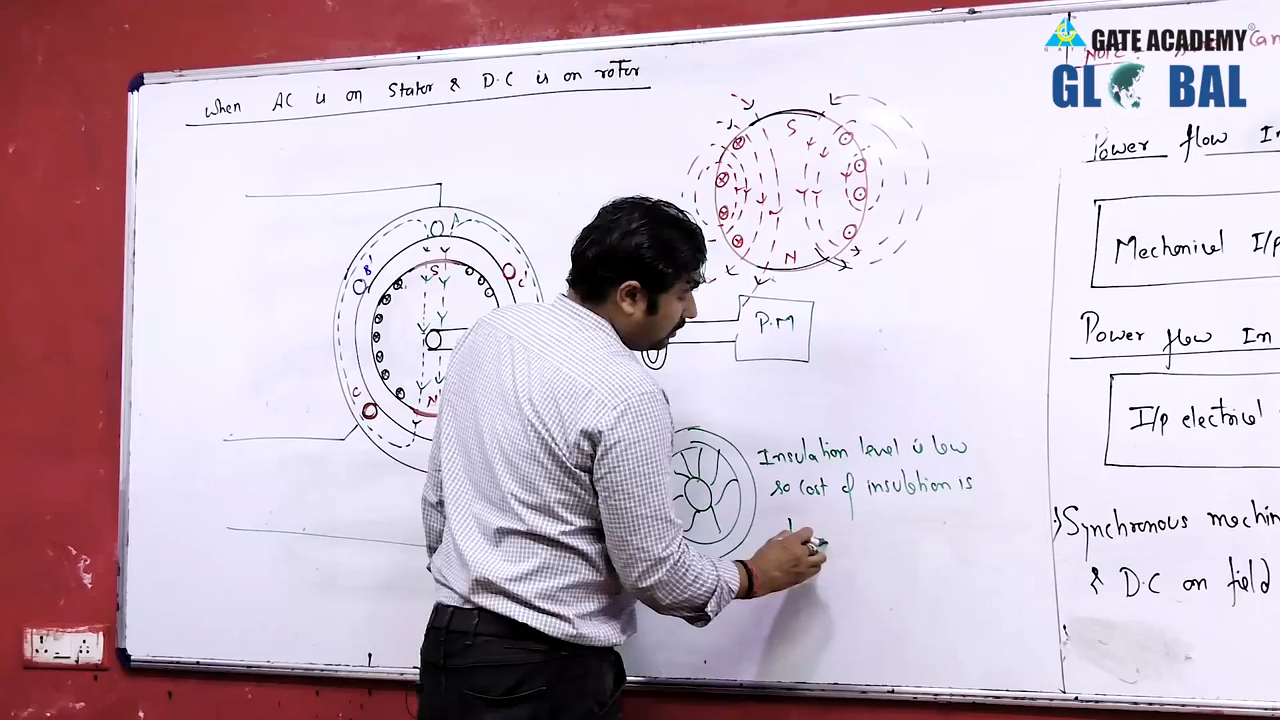 GATE ACADEMY
GLOBAL
When AC is on Stator & D.C is on rotor
S
N
A
B
C
S
C
N
P.M
Insulation level is low
so cost of insulation is
l
Power flow In
Mechanical I/p
Power flow In
I/p electrical
Synchronous machin
& D.C on field